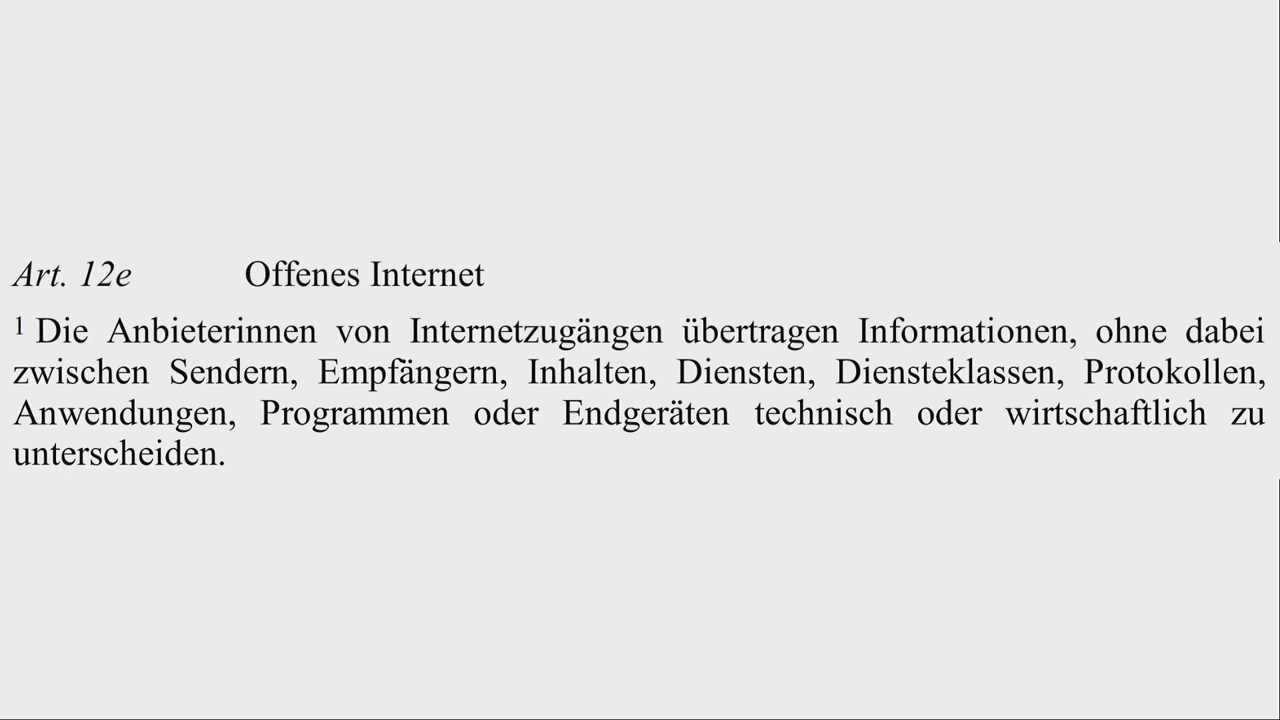 Art. 12e Offenes Internet
1 Die Anbieterinnen von Internetzugängen übertragen Informationen, ohne dabei
zwischen Sendern, Empfängern, Inhalten, Diensten, Diensteklassen, Protokollen,
Anwendungen, Programmen oder Endgeräten technisch oder wirtschaftlich zu
unterscheiden.